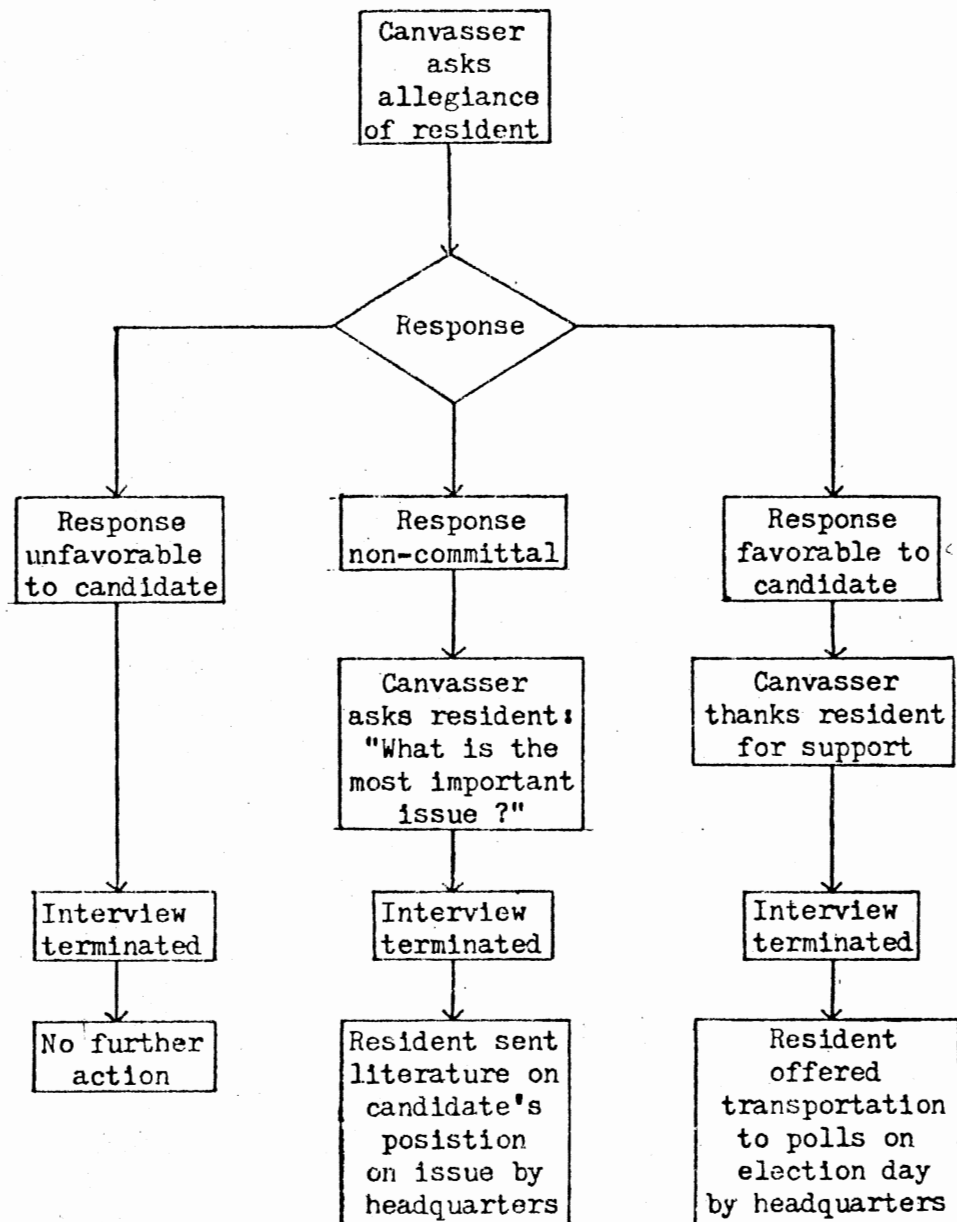 Canvasser
asks
allegiance
of resident
Response
Response
unfavorable
to candidate
Response
non-committal
Response
favorable to
candidate
Canvasser
asks resident:
"What is the
most important
issue ?"
Canvasser
thanks resident
for support
Interview
terminated
Interview
terminated
Interview
terminated
No further
action
Resident sent
literature on
candidate's
posistion
on issue by
headquarters
Resident
offered
transportation
to polls on
election day
by headquarters